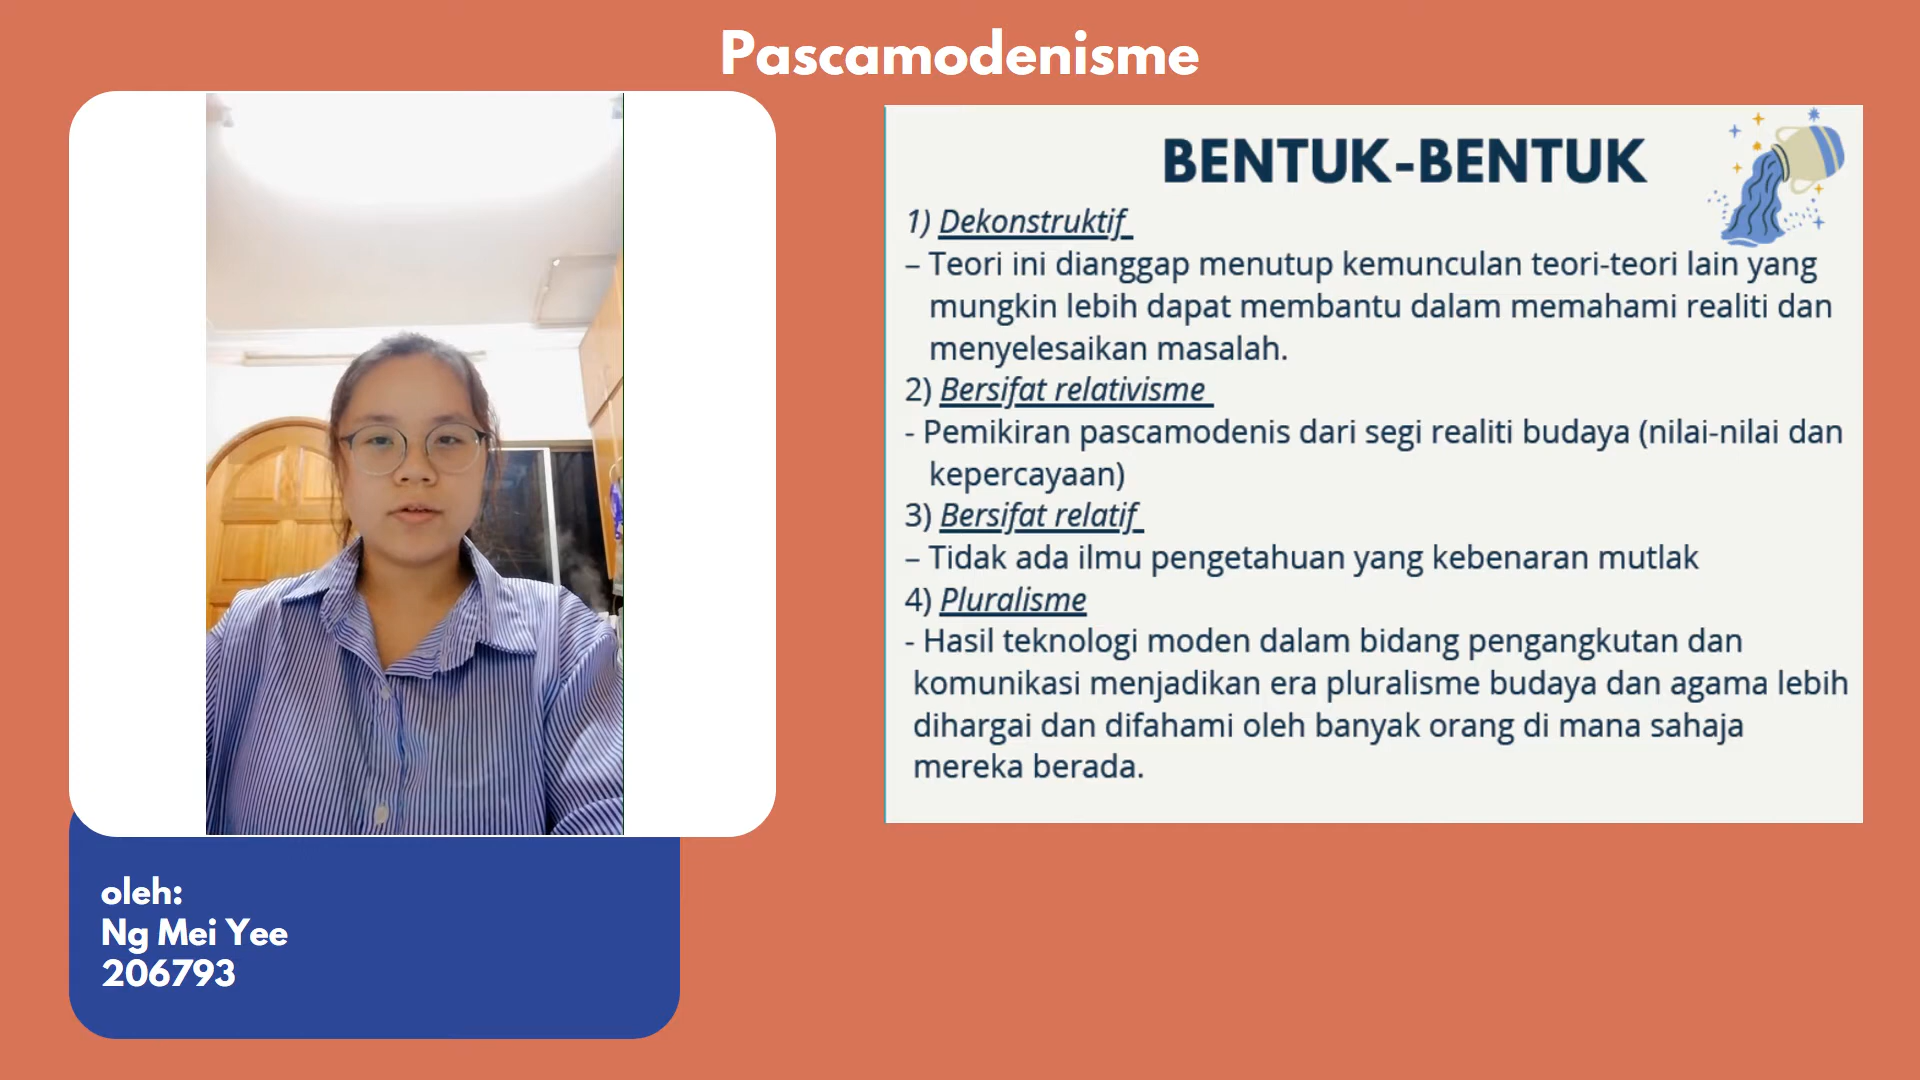 Pascamodenisme
BENTUK-BENTUK
1) Dekonstruktif
– Teori ini dianggap menutup kemunculan teori-teori lain yang
mungkin lebih dapat membantu dalam memahami realiti dan
menyelesaikan masalah.
2) Bersifat relativisme
- Pemikiran pascamodenis dari segi realiti budaya (nilai-nilai dan
kepercayaan)
3) Bersifat relatif
– Tidak ada ilmu pengetahuan yang kebenaran mutlak
4) Pluralisme
- Hasil teknologi moden dalam bidang pengangkutan dan
komunikasi menjadikan era pluralisme budaya dan agama lebih
dihargai dan difahami oleh banyak orang di mana sahaja
mereka berada.
oleh:
Ng Mei Yee
206793